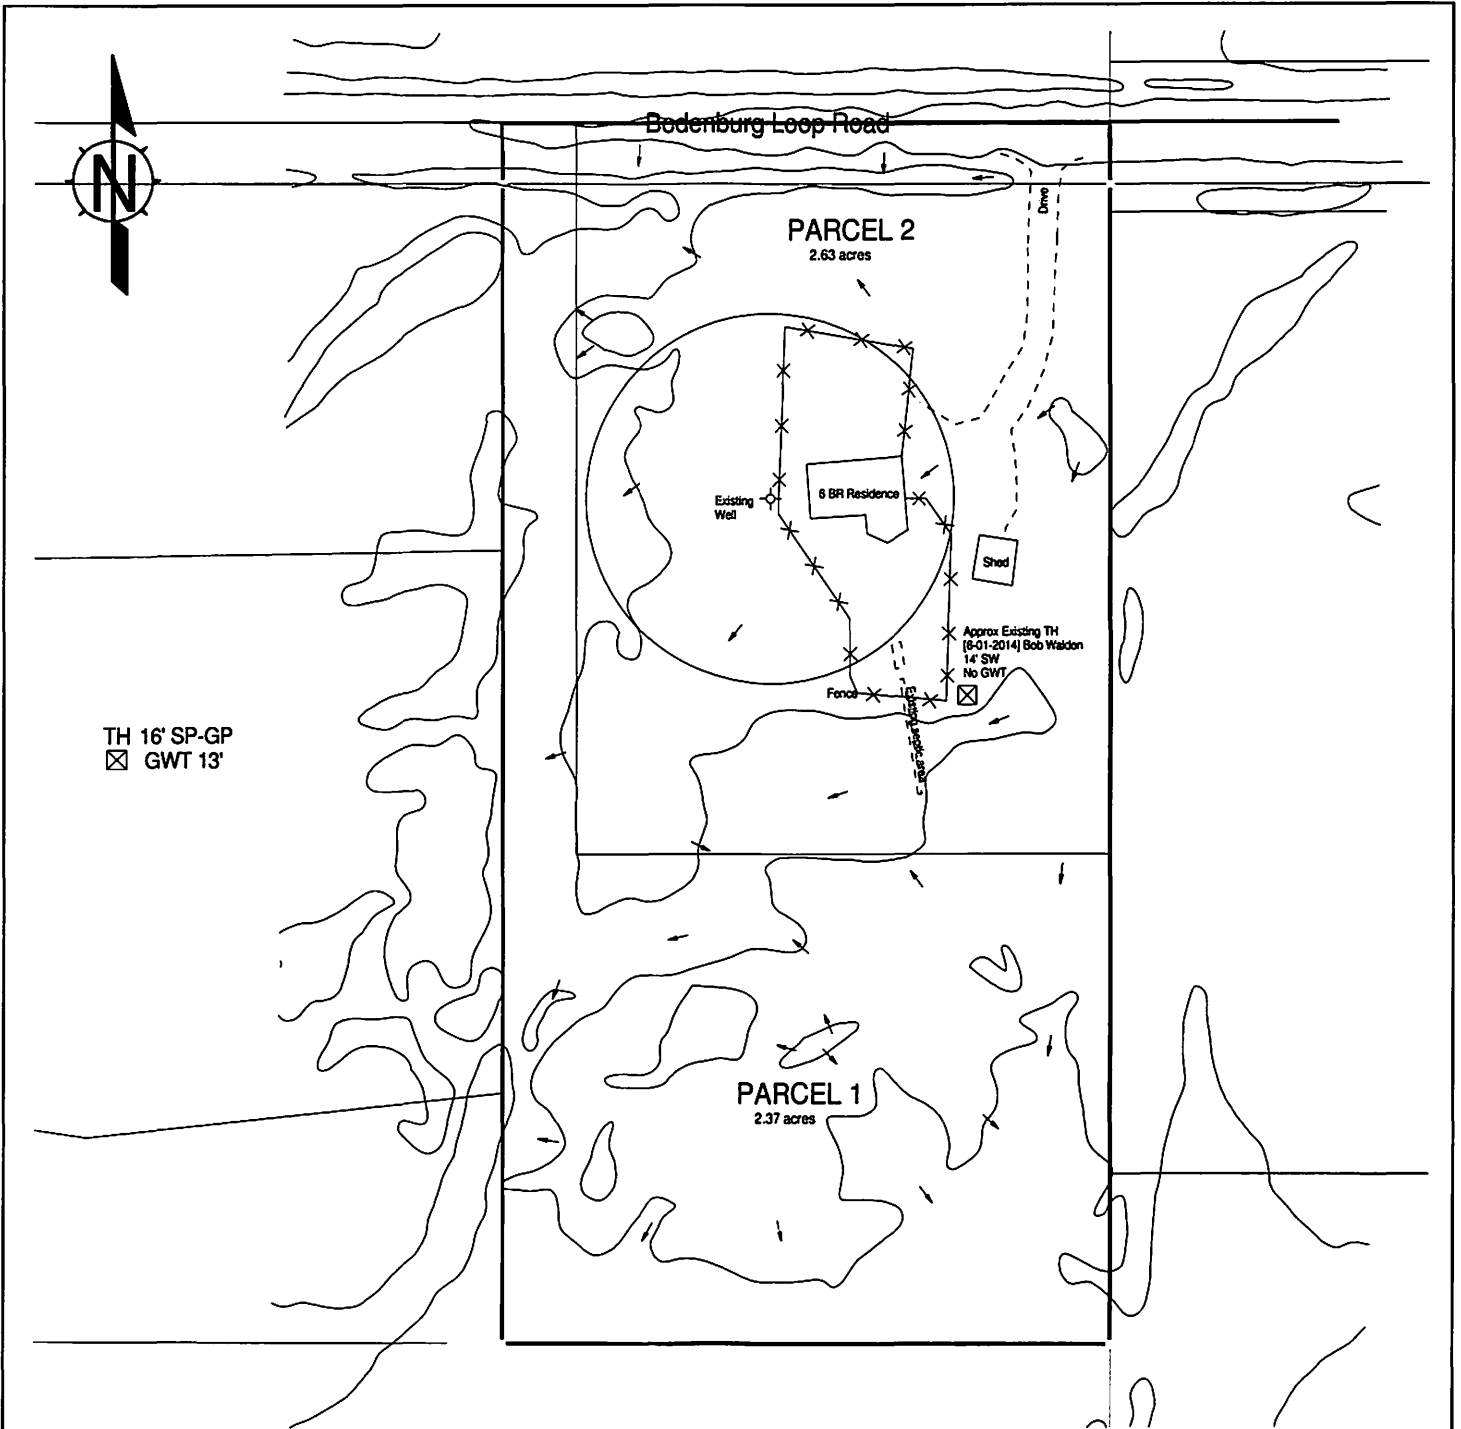 Bodenburg Loop Road
N
Drive
PARCEL 2
2.63 acres
6 BR Residence
Existing
Well
Shed
Approx Existing TH
[6-01-2014] Bob Walden
14' SW
No GWT
Fence
Existing septic area
TH 16' SP-GP
GWT 13'
PARCEL 1
2.37 acres